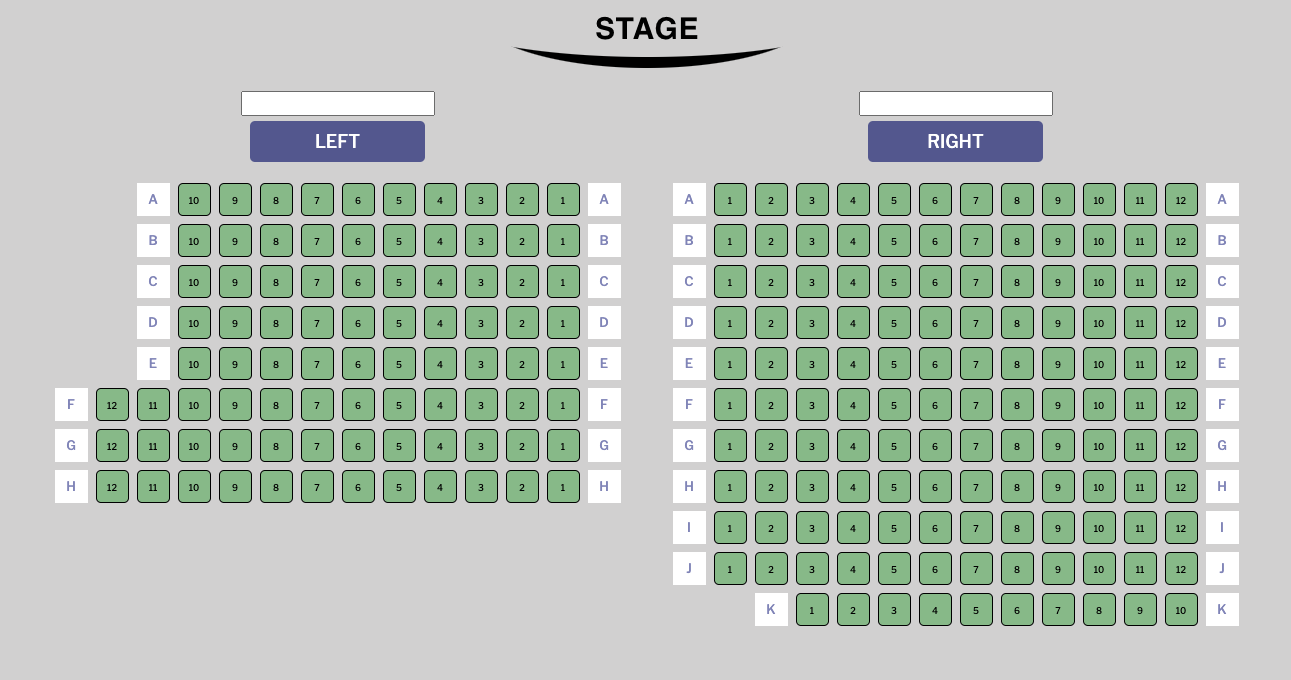 STAGE
LEFT
RIGHT
A 10 9 8 7 6 5 4 3 2 1 A
B 10 9 8 7 6 5 4 3 2 1 B
C 10 9 8 7 6 5 4 3 2 1 C
D 10 9 8 7 6 5 4 3 2 1 D
E 10 9 8 7 6 5 4 3 2 1 E
F 12 11 10 9 8 7 6 5 4 3 2 1 F
G 12 11 10 9 8 7 6 5 4 3 2 1 G
H 12 11 10 9 8 7 6 5 4 3 2 1 H
A 1 2 3 4 5 6 7 8 9 10 11 12 A
B 1 2 3 4 5 6 7 8 9 10 11 12 B
C 1 2 3 4 5 6 7 8 9 10 11 12 C
D 1 2 3 4 5 6 7 8 9 10 11 12 D
E 1 2 3 4 5 6 7 8 9 10 11 12 E
F 1 2 3 4 5 6 7 8 9 10 11 12 F
G 1 2 3 4 5 6 7 8 9 10 11 12 G
H 1 2 3 4 5 6 7 8 9 10 11 12 H
I 1 2 3 4 5 6 7 8 9 10 11 12 I
J 1 2 3 4 5 6 7 8 9 10 11 12 J
K 1 2 3 4 5 6 7 8 9 10 K